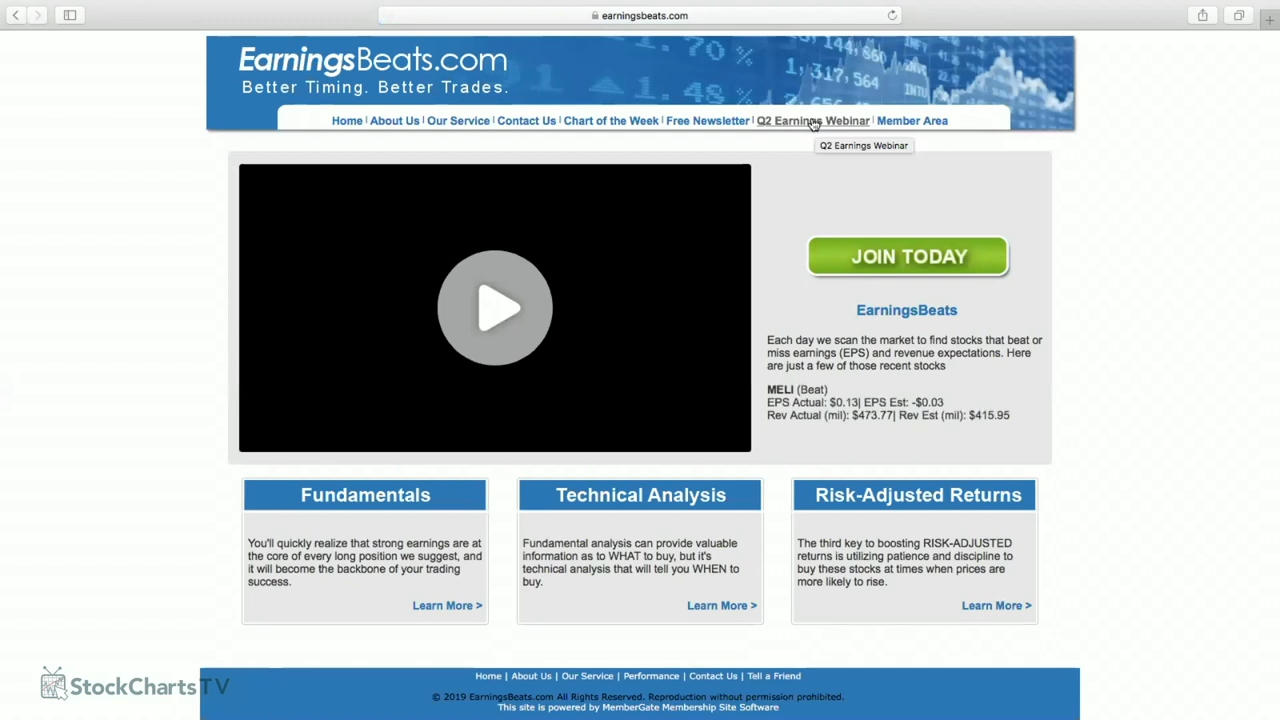 earningsbeats.com
EarningsBeats.com
Better Timing. Better Trades.
Home | About Us | Our Service | Contact Us | Chart of the Week | Free Newsletter | Q2 Earnings Webinar | Member Area
Q2 Earnings Webinar
JOIN TODAY
EarningsBeats
Each day we scan the market to find stocks that beat or
miss earnings (EPS) and revenue expectations. Here
are just a few of those recent stocks
MELI (Beat)
EPS Actual: $0.13| EPS Est: -$0.03
Rev Actual (mil): $473.77| Rev Est (mil): $415.95
Fundamentals
You'll quickly realize that strong earnings are at
the core of every long position we suggest, and
it will become the backbone of your trading
success.
Learn More >
Technical Analysis
Fundamental analysis can provide valuable
information as to WHAT to buy, but it's
technical analysis that will tell you WHEN to
buy.
Learn More >
Risk-Adjusted Returns
The third key to boosting RISK-ADJUSTED
returns is utilizing patience and discipline to
buy these stocks at times when prices are
more likely to rise.
Learn More >
Home | About Us | Our Service | Performance | Contact Us | Tell a Friend
© 2019 EarningsBeats.com All Rights Reserved. Reproduction without permission prohibited.
This site is powered by MemberGate Membership Site Software
StockChartsTV